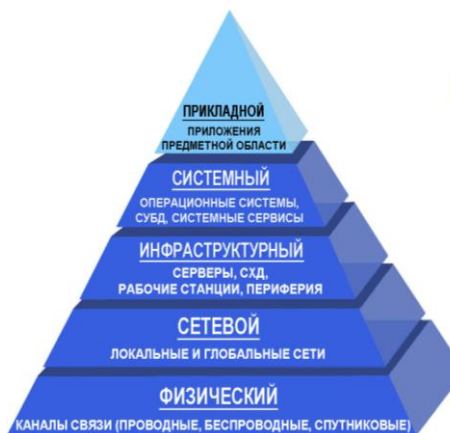 ПРИКЛАДНОЙ
ПРИЛОЖЕНИЯ
ПРЕДМЕТНОЙ ОБЛАСТИ
СИСТЕМНЫЙ
ОПЕРАЦИОННЫЕ СИСТЕМЫ,
СУБД, СИСТЕМНЫЕ СЕРВИСЫ
ИНФРАСТРУКТУРНЫЙ
СЕРВЕРЫ, СХД,
РАБОЧИЕ СТАНЦИИ, ПЕРИФЕРИЯ
СЕТЕВОЙ
ЛОКАЛЬНЫЕ И ГЛОБАЛЬНЫЕ СЕТИ
ФИЗИЧЕСКИЙ
КАНАЛЫ СВЯЗИ (ПРОВОДНЫЕ, БЕСПРОВОДНЫЕ, СПУТНИКОВЫЕ)